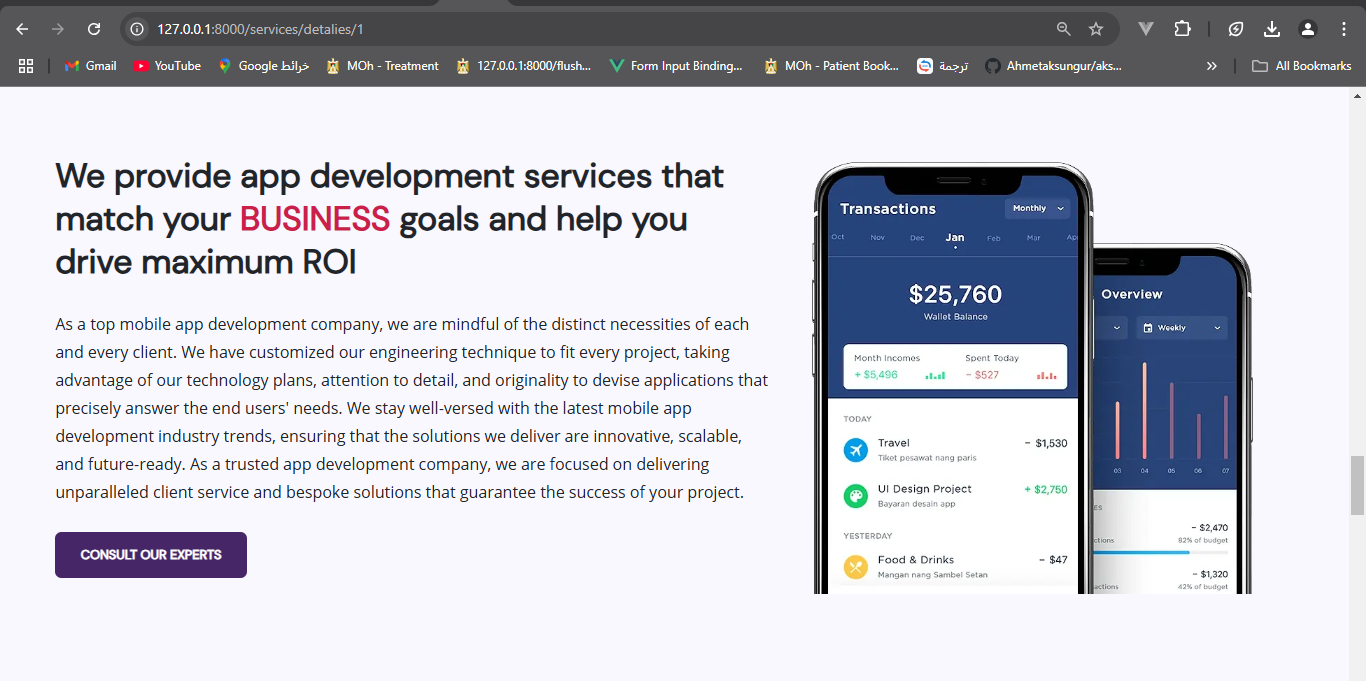 127.0.0.1:8000/services/detalies/1
Gmail
YouTube
Google خرائط
MOh - Treatment
127.0.0.1:8000/flush...
Form Input Binding...
MOh - Patient Book...
ترجمة
Ahmetaksungur/aks...
All Bookmarks
We provide app development services that
match your BUSINESS goals and help you
drive maximum ROI
As a top mobile app development company, we are mindful of the distinct necessities of each
and every client. We have customized our engineering technique to fit every project, taking
advantage of our technology plans, attention to detail, and originality to devise applications that
precisely answer the end users' needs. We stay well-versed with the latest mobile app
development industry trends, ensuring that the solutions we deliver are innovative, scalable,
and future-ready. As a trusted app development company, we are focused on delivering
unparalleled client service and bespoke solutions that guarantee the success of your project.
CONSULT OUR EXPERTS
Transactions
Monthly
Oct Nov Dec Jan Feb Mar Ap
$25,760
Wallet Balance
Month Incomes
+ $5,496
Spent Today
- $527
TODAY
Travel - $1,530
Tiket pesawat nang paris
UI Design Project + $2,750
Bayaran desain app
YESTERDAY
Food & Drinks - $47
Mangan nang Sambel Setan
Overview
Weekly
03 04 05 06 07
ES
- $2,470
ctions 82% of budget
- $1,320
actions 42% of budget